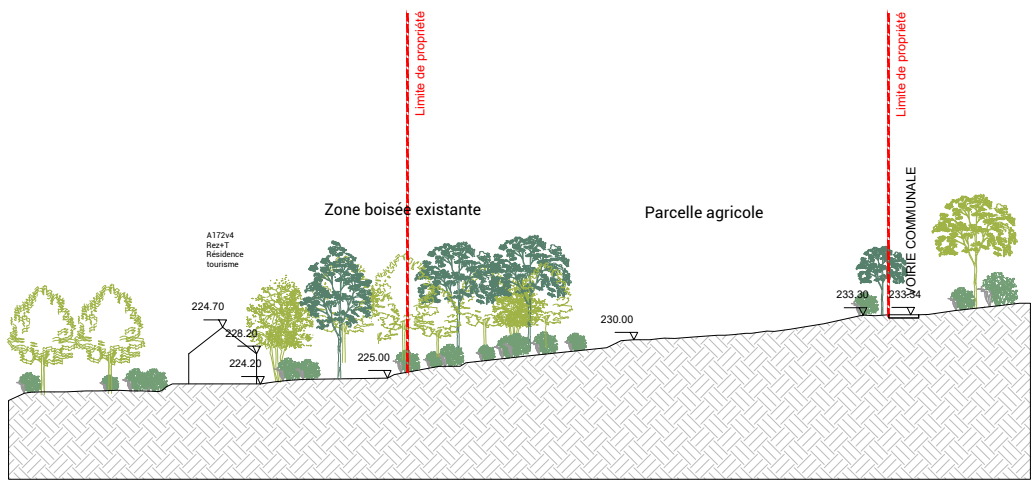 Limite de propriété
Limite de propriété
Zone boisée existante
Parcelle agricole
VOIRIE COMMUNALE
A172v4
Rez+T
Résidence
tourisme
224.70
228.20
224.20
225.00
230.00
233.30
233.34